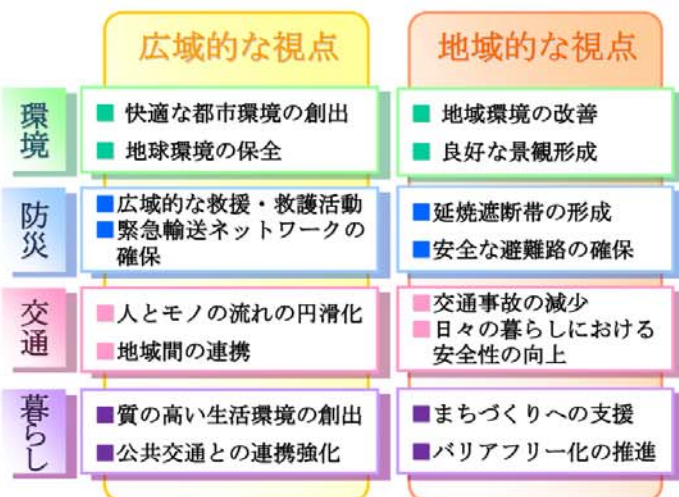 広域的な視点
地域的な視点
環境
■ 快適な都市環境の創出
■ 地球環境の保全
■ 地域環境の改善
■ 良好な景観形成
防災
■広域的な救援・救護活動
■緊急輸送ネットワークの
確保
■延焼遮断帯の形成
■安全な避難路の確保
交通
■人とモノの流れの円滑化
■地域間の連携
■交通事故の減少
■日々の暮らしにおける
安全性の向上
暮らし
■質の高い生活環境の創出
■公共交通との連携強化
■まちづくりへの支援
■バリアフリー化の推進